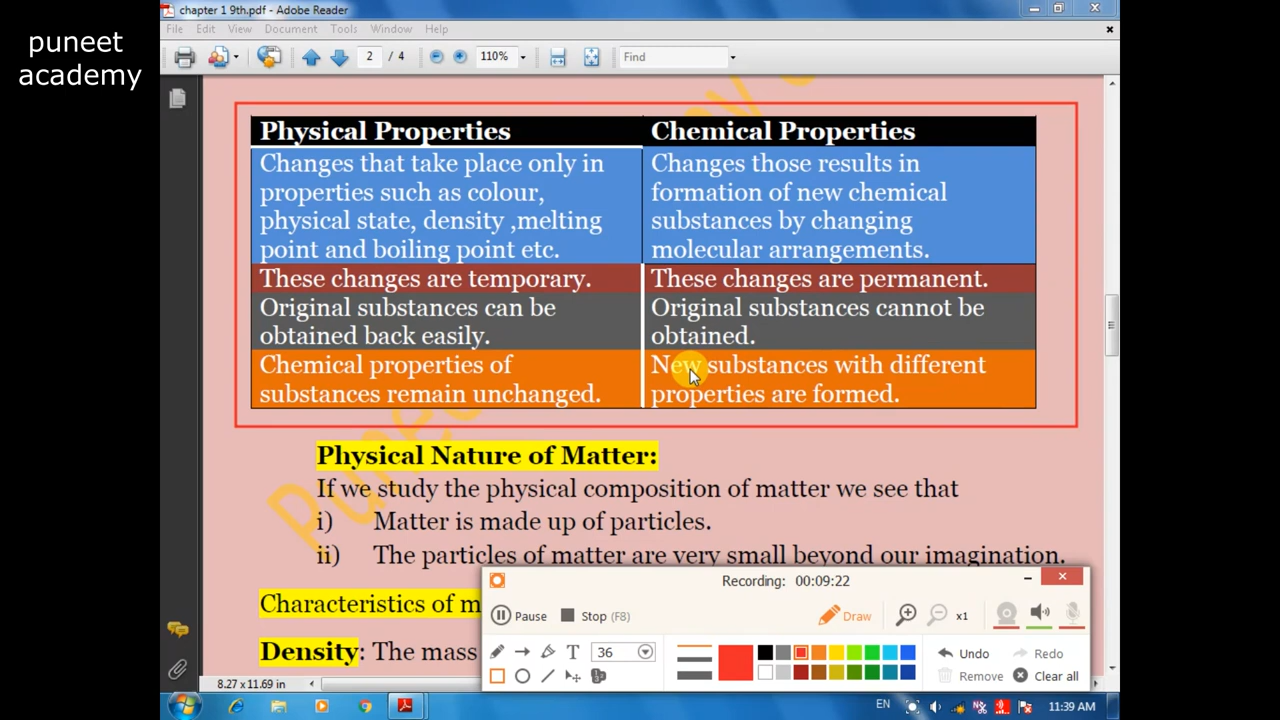 puneet
academy
chapter 1 9th.pdf - Adobe Reader
File Edit View Document Tools Window Help
2 / 4 110% Find
Physical Properties Chemical Properties
Changes that take place only in
properties such as colour,
physical state, density ,melting
point and boiling point etc.
Changes those results in
formation of new chemical
substances by changing
molecular arrangements.
These changes are temporary.
These changes are permanent.
Original substances can be
obtained back easily.
Original substances cannot be
obtained.
Chemical properties of
substances remain unchanged.
New substances with different
properties are formed.
Physical Nature of Matter:
If we study the physical composition of matter we see that
i) Matter is made up of particles.
ii) The particles of matter are very small beyond our imagination.
Characteristics of m
Density: The mass
Recording: 00:09:22
Pause Stop (F8) Draw x1
T 36 Undo Redo
Remove Clear all
8.27 x 11.69 in
EN 11:39 AM